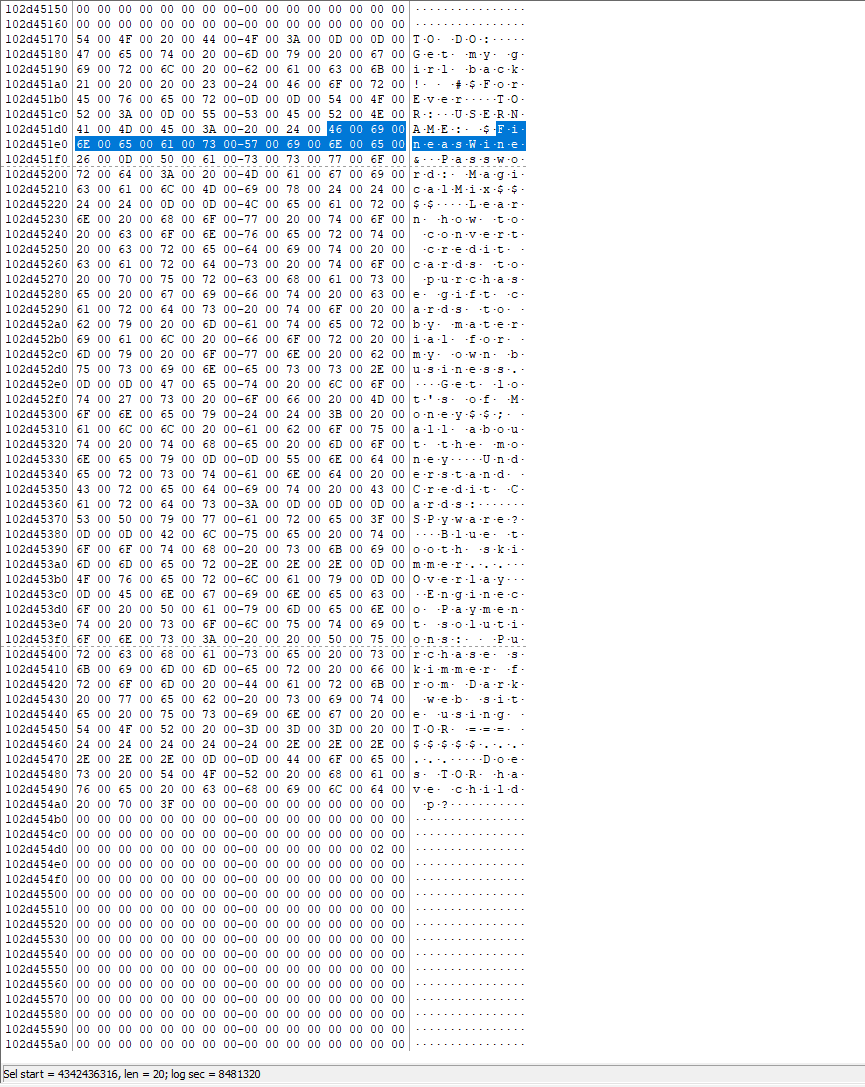 102d45150 00 00 00 00 00 00 00 00-00 00 00 00 00 00 00 00 ················
102d45160 00 00 00 00 00 00 00 00-00 00 00 00 00 00 00 00 ················
102d45170 54 00 4F 00 20 00 44 00-4F 00 3A 00 0D 00 0D 00 T·O· ·D·O·:·····
102d45180 47 00 65 00 74 00 20 00-6D 00 79 00 20 00 67 00 G·e·t· ·m·y· ·g·
102d45190 69 00 72 00 6C 00 20 00-62 00 61 00 63 00 6B 00 i·r·l· ·b·a·c·k·
102d451a0 21 00 20 00 20 00 23 00-24 00 46 00 6F 00 72 00 !· · ·#·$·F·o·r·
102d451b0 45 00 76 00 65 00 72 00-0D 00 0D 00 54 00 4F 00 E·v·e·r·····T·O·
102d451c0 52 00 3A 00 0D 00 55 00-53 00 45 00 52 00 4E 00 R·:···U·S·E·R·N·
102d451d0 41 00 4D 00 45 00 3A 00-20 00 24 00 46 00 69 00 A·M·E·:· ·$·F·i·
102d451e0 6E 00 65 00 61 00 73 00-57 00 69 00 6E 00 65 00 n·e·a·s·W·i·n·e·
102d451f0 26 00 0D 00 50 00 61 00-73 00 73 00 77 00 6F 00 &···P·a·s·s·w·o·
102d45200 72 00 64 00 3A 00 20 00-4D 00 61 00 67 00 69 00 r·d·:· ·M·a·g·i·
102d45210 63 00 61 00 6C 00 4D 00-69 00 78 00 24 00 24 00 c·a·l·M·i·x·$·$·
102d45220 24 00 24 00 0D 00 0D 00-4C 00 65 00 61 00 72 00 $·$·····L·e·a·r·
102d45230 6E 00 20 00 68 00 6F 00-77 00 20 00 74 00 6F 00 n· ·h·o·w· ·t·o·
102d45240 20 00 63 00 6F 00 6E 00-76 00 65 00 72 00 74 00  ·c·o·n·v·e·r·t·
102d45250 20 00 63 00 72 00 65 00-64 00 69 00 74 00 20 00  ·c·r·e·d·i·t· ·
102d45260 63 00 61 00 72 00 64 00-73 00 20 00 74 00 6F 00 c·a·r·d·s· ·t·o·
102d45270 20 00 70 00 75 00 72 00-63 00 68 00 61 00 73 00  ·p·u·r·c·h·a·s·
102d45280 65 00 20 00 67 00 69 00-66 00 74 00 20 00 63 00 e· ·g·i·f·t· ·c·
102d45290 61 00 72 00 64 00 73 00-20 00 74 00 6F 00 20 00 a·r·d·s· ·t·o· ·
102d452a0 62 00 79 00 20 00 6D 00-61 00 74 00 65 00 72 00 b·y· ·m·a·t·e·r·
102d452b0 69 00 61 00 6C 00 20 00-66 00 6F 00 72 00 20 00 i·a·l· ·f·o·r· ·
102d452c0 6D 00 79 00 20 00 6F 00-77 00 6E 00 20 00 62 00 m·y· ·o·w·n· ·b·
102d452d0 75 00 73 00 69 00 6E 00-65 00 73 00 73 00 2E 00 u·s·i·n·e·s·s·.·
102d452e0 0D 00 0D 00 47 00 65 00-74 00 20 00 6C 00 6F 00 ····G·e·t· ·l·o·
102d452f0 74 00 27 00 73 00 20 00-6F 00 66 00 20 00 4D 00 t·'·s· ·o·f· ·M·
102d45300 6F 00 6E 00 65 00 79 00-24 00 24 00 3B 00 20 00 o·n·e·y·$·$·;· ·
102d45310 61 00 6C 00 6C 00 20 00-61 00 62 00 6F 00 75 00 a·l·l· ·a·b·o·u·
102d45320 74 00 20 00 74 00 68 00-65 00 20 00 6D 00 6F 00 t· ·t·h·e· ·m·o·
102d45330 6E 00 65 00 79 00 0D 00-0D 00 55 00 6E 00 64 00 n·e·y·····U·n·d·
102d45340 65 00 72 00 73 00 74 00-61 00 6E 00 64 00 20 00 e·r·s·t·a·n·d· ·
102d45350 43 00 72 00 65 00 64 00-69 00 74 00 20 00 43 00 C·r·e·d·i·t· ·C·
102d45360 61 00 72 00 64 00 73 00-3A 00 0D 00 0D 00 0D 00 a·r·d·s·:·······
102d45370 53 00 50 00 79 00 77 00-61 00 72 00 65 00 3F 00 S·P·y·w·a·r·e·?·
102d45380 0D 00 0D 00 42 00 6C 00-75 00 65 00 20 00 74 00 ····B·l·u·e· ·t·
102d45390 6F 00 6F 00 74 00 68 00-20 00 73 00 6B 00 69 00 o·o·t·h· ·s·k·i·
102d453a0 6D 00 6D 00 65 00 72 00-2E 00 2E 00 2E 00 0D 00 m·m·e·r·.·.·.···
102d453b0 4F 00 76 00 65 00 72 00-6C 00 61 00 79 00 0D 00 O·v·e·r·l·a·y···
102d453c0 0D 00 45 00 6E 00 67 00-69 00 6E 00 65 00 63 00 ··E·n·g·i·n·e·c·
102d453d0 6F 00 20 00 50 00 61 00-79 00 6D 00 65 00 6E 00 o· ·P·a·y·m·e·n·
102d453e0 74 00 20 00 73 00 6F 00-6C 00 75 00 74 00 69 00 t· ·s·o·l·u·t·i·
102d453f0 6F 00 6E 00 73 00 3A 00-20 00 20 00 50 00 75 00 o·n·s·:· · ·P·u·
102d45400 72 00 63 00 68 00 61 00-73 00 65 00 20 00 73 00 r·c·h·a·s·e· ·s·
102d45410 6B 00 69 00 6D 00 6D 00-65 00 72 00 20 00 66 00 k·i·m·m·e·r· ·f·
102d45420 72 00 6F 00 6D 00 20 00-44 00 61 00 72 00 6B 00 r·o·m· ·D·a·r·k·
102d45430 20 00 77 00 65 00 62 00-20 00 73 00 69 00 74 00  ·w·e·b· ·s·i·t·
102d45440 65 00 20 00 75 00 73 00-69 00 6E 00 67 00 20 00 e· ·u·s·i·n·g· ·
102d45450 54 00 4F 00 52 00 20 00-3D 00 3D 00 3D 00 20 00 T·O·R· ·=·=·=· ·
102d45460 24 00 24 00 24 00 24 00-24 00 2E 00 2E 00 2E 00 $·$·$·$·$·.·.·.·
102d45470 2E 00 2E 00 2E 00 0D 00-0D 00 44 00 6F 00 65 00 .·.·.·····D·o·e·
102d45480 73 00 20 00 54 00 4F 00-52 00 20 00 68 00 61 00 s· ·T·O·R· ·h·a·
102d45490 76 00 65 00 20 00 63 00-68 00 69 00 6C 00 64 00 v·e· ·c·h·i·l·d·
102d454a0 20 00 70 00 3F 00 00 00-00 00 00 00 00 00 00 00  ·p·?···········
102d454b0 00 00 00 00 00 00 00 00-00 00 00 00 00 00 00 00 ················
102d454c0 00 00 00 00 00 00 00 00-00 00 00 00 00 00 00 00 ················
102d454d0 00 00 00 00 00 00 00 00-00 00 00 00 00 00 02 00 ················
102d454e0 00 00 00 00 00 00 00 00-00 00 00 00 00 00 00 00 ················
102d454f0 00 00 00 00 00 00 00 00-00 00 00 00 00 00 00 00 ················
102d45500 00 00 00 00 00 00 00 00-00 00 00 00 00 00 00 00 ················
102d45510 00 00 00 00 00 00 00 00-00 00 00 00 00 00 00 00 ················
102d45520 00 00 00 00 00 00 00 00-00 00 00 00 00 00 00 00 ················
102d45530 00 00 00 00 00 00 00 00-00 00 00 00 00 00 00 00 ················
102d45540 00 00 00 00 00 00 00 00-00 00 00 00 00 00 00 00 ················
102d45550 00 00 00 00 00 00 00 00-00 00 00 00 00 00 00 00 ················
102d45560 00 00 00 00 00 00 00 00-00 00 00 00 00 00 00 00 ················
102d45570 00 00 00 00 00 00 00 00-00 00 00 00 00 00 00 00 ················
102d45580 00 00 00 00 00 00 00 00-00 00 00 00 00 00 00 00 ················
102d45590 00 00 00 00 00 00 00 00-00 00 00 00 00 00 00 00 ················
102d455a0 00 00 00 00 00 00 00 00-00 00 00 00 00 00 00 00 ················
Sel start = 4342436316, len = 20; log sec = 8481320